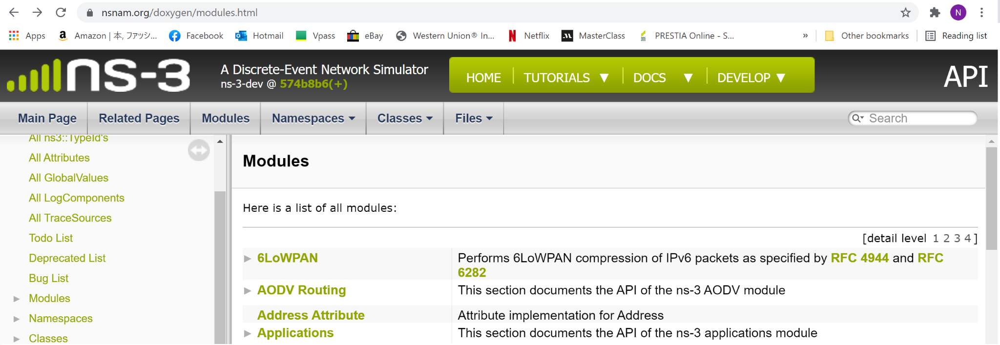 nsnam.org/doxygen/modules.html
N
Apps
Amazon | 本, ファッシ...
Facebook
Hotmail
Vpass
eBay
Western Union® In...
Netflix
MasterClass
PRESTIA Online - S...
»
Other bookmarks
Reading list
ns-3
A Discrete-Event Network Simulator
ns-3-dev @ 574b8b6(+)
HOME
TUTORIALS ▼
DOCS ▼
DEVELOP ▼
API
Main Page
Related Pages
Modules
Namespaces
Classes
Files
Search
All ns3::TypeId's
All Attributes
All GlobalValues
All LogComponents
All TraceSources
Todo List
Deprecated List
Bug List
Modules
Namespaces
Classes
Modules
Here is a list of all modules:
[detail level 1 2 3 4]
6LoWPAN
Performs 6LoWPAN compression of IPv6 packets as specified by RFC 4944 and RFC
6282
AODV Routing
This section documents the API of the ns-3 AODV module
Address Attribute
Attribute implementation for Address
Applications
This section documents the API of the ns-3 applications module